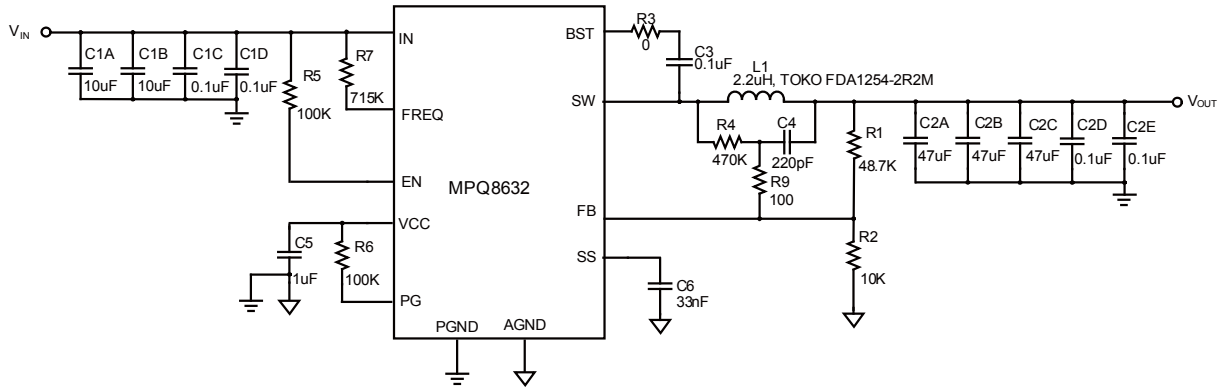 V_IN
C1A
10uF
C1B
10uF
C1C
0.1uF
C1D
0.1uF
R5
100K
R7
715K
IN
FREQ
EN
VCC
PG
C5
1uF
R6
100K
MPQ8632
PGND
AGND
BST
SW
FB
SS
R3
0
C3
0.1uF
L1
2.2uH, TOKO FDA1254-2R2M
R4
470K
C4
220pF
R9
100
R1
48.7K
R2
10K
C6
33nF
C2A
47uF
C2B
47uF
C2C
47uF
C2D
0.1uF
C2E
0.1uF
V_OUT